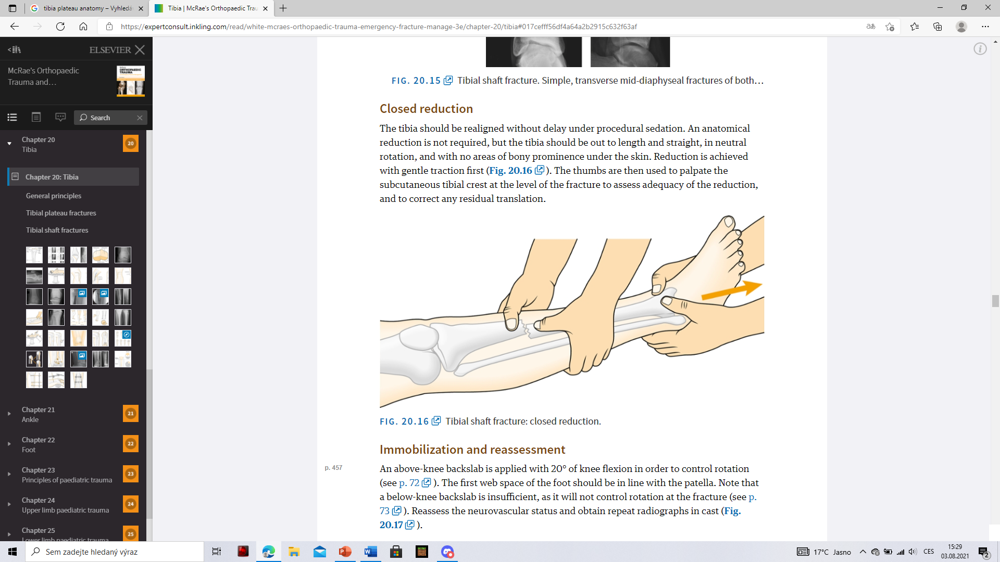 tibia plateau anatomy – Vyhledá
Tibia | McRae's Orthopaedic Trau
https://expertconsult.inkling.com/read/white-mcraes-orthopaedic-trauma-emergency-fracture-manage-3e/chapter-20/tibia#017cefff56df4a64a2b2915c632f63af
ELSEVIER
McRae's Orthopaedic
Trauma and…
ORTHOPAEDIC
TRAUMA
Search
Chapter 20
Tibia
20
Chapter 20: Tibia
General principles
Tibial plateau fractures
Tibial shaft fractures
Chapter 21
Ankle
21
Chapter 22
Foot
22
Chapter 23
Principles of paediatric trauma
23
Chapter 24
Upper limb paediatric trauma
24
Chapter 25
Lower limb paediatric trauma
25
FIG. 20.15 Tibial shaft fracture. Simple, transverse mid-diaphyseal fractures of both…
Closed reduction
The tibia should be realigned without delay under procedural sedation. An anatomical
reduction is not required, but the tibia should be out to length and straight, in neutral
rotation, and with no areas of bony prominence under the skin. Reduction is achieved
with gentle traction first (Fig. 20.16 ). The thumbs are then used to palpate the
subcutaneous tibial crest at the level of the fracture to assess adequacy of the reduction,
and to correct any residual translation.
FIG. 20.16 Tibial shaft fracture: closed reduction.
Immobilization and reassessment
p. 457
An above-knee backslab is applied with 20° of knee flexion in order to control rotation
(see p. 72 ). The first web space of the foot should be in line with the patella. Note that
a below-knee backslab is insufficient, as it will not control rotation at the fracture (see p.
73 ). Reassess the neurovascular status and obtain repeat radiographs in cast (Fig.
20.17 ).
Sem zadejte hledaný výraz
17°C Jasno
CES
15:29
03.08.2021
2